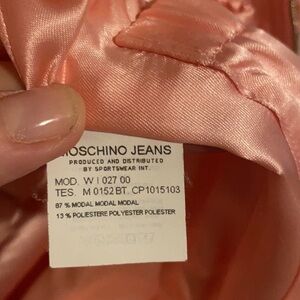 MOSCHINO JEANS
PRODUCED AND DISTRIBUTED
BY SPORTSWEAR INT.
MOD. W I 027 00
TES. M 0152 BT. CP1015103
87 % MODAL MODAL MODAL
13 % POLIESTERE POLYESTER POLIESTER